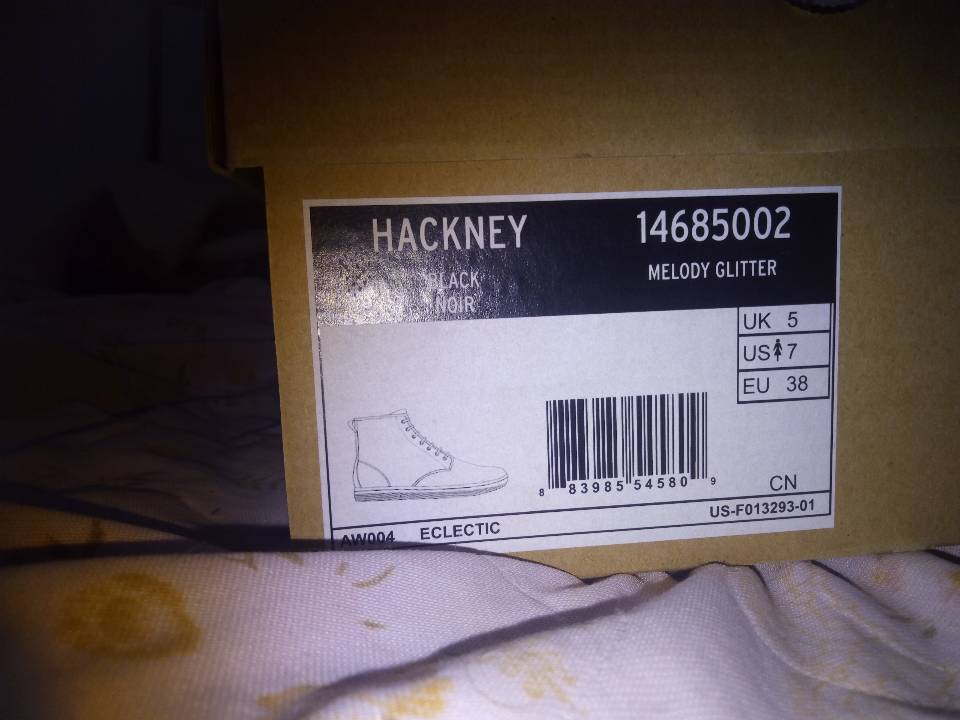 HACKNEY 14685002
BLACK MELODY GLITTER
NOIR
UK 5
US 7
EU 38
8 83985 54580 9
CN
US-F013293-01
AW004 ECLECTIC